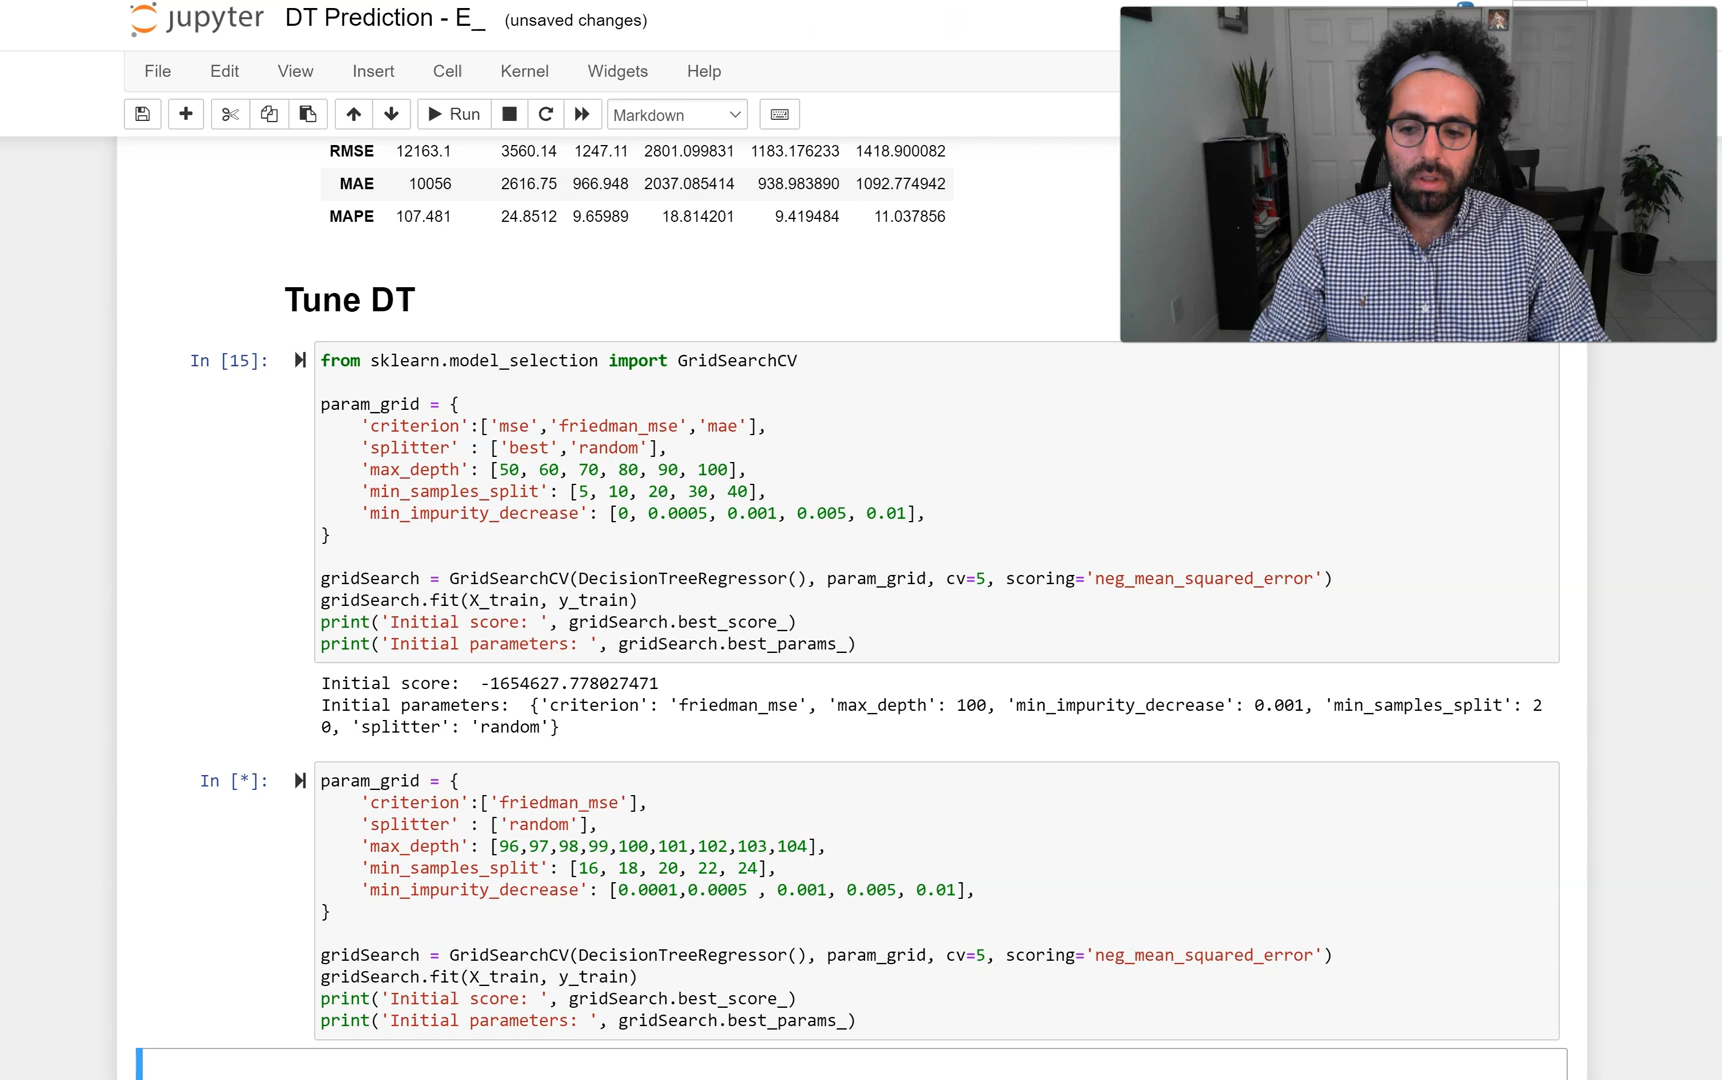 jupyter DT Prediction - E_ (unsaved changes)
File Edit View Insert Cell Kernel Widgets Help
Run Markdown
RMSE 12163.1 3560.14 1247.11 2801.099831 1183.176233 1418.900082
MAE 10056 2616.75 966.948 2037.085414 938.983890 1092.774942
MAPE 107.481 24.8512 9.65989 18.814201 9.419484 11.037856
Tune DT
In [15]: from sklearn.model_selection import GridSearchCV
param_grid = {
'criterion':['mse','friedman_mse','mae'],
'splitter' : ['best','random'],
'max_depth': [50, 60, 70, 80, 90, 100],
'min_samples_split': [5, 10, 20, 30, 40],
'min_impurity_decrease': [0, 0.0005, 0.001, 0.005, 0.01],
}
gridSearch = GridSearchCV(DecisionTreeRegressor(), param_grid, cv=5, scoring='neg_mean_squared_error')
gridSearch.fit(X_train, y_train)
print('Initial score: ', gridSearch.best_score_)
print('Initial parameters: ', gridSearch.best_params_)
Initial score:  -1654627.778027471
Initial parameters:  {'criterion': 'friedman_mse', 'max_depth': 100, 'min_impurity_decrease': 0.001, 'min_samples_split': 2
0, 'splitter': 'random'}
In [*]: param_grid = {
'criterion':['friedman_mse'],
'splitter' : ['random'],
'max_depth': [96,97,98,99,100,101,102,103,104],
'min_samples_split': [16, 18, 20, 22, 24],
'min_impurity_decrease': [0.0001,0.0005 , 0.001, 0.005, 0.01],
}
gridSearch = GridSearchCV(DecisionTreeRegressor(), param_grid, cv=5, scoring='neg_mean_squared_error')
gridSearch.fit(X_train, y_train)
print('Initial score: ', gridSearch.best_score_)
print('Initial parameters: ', gridSearch.best_params_)